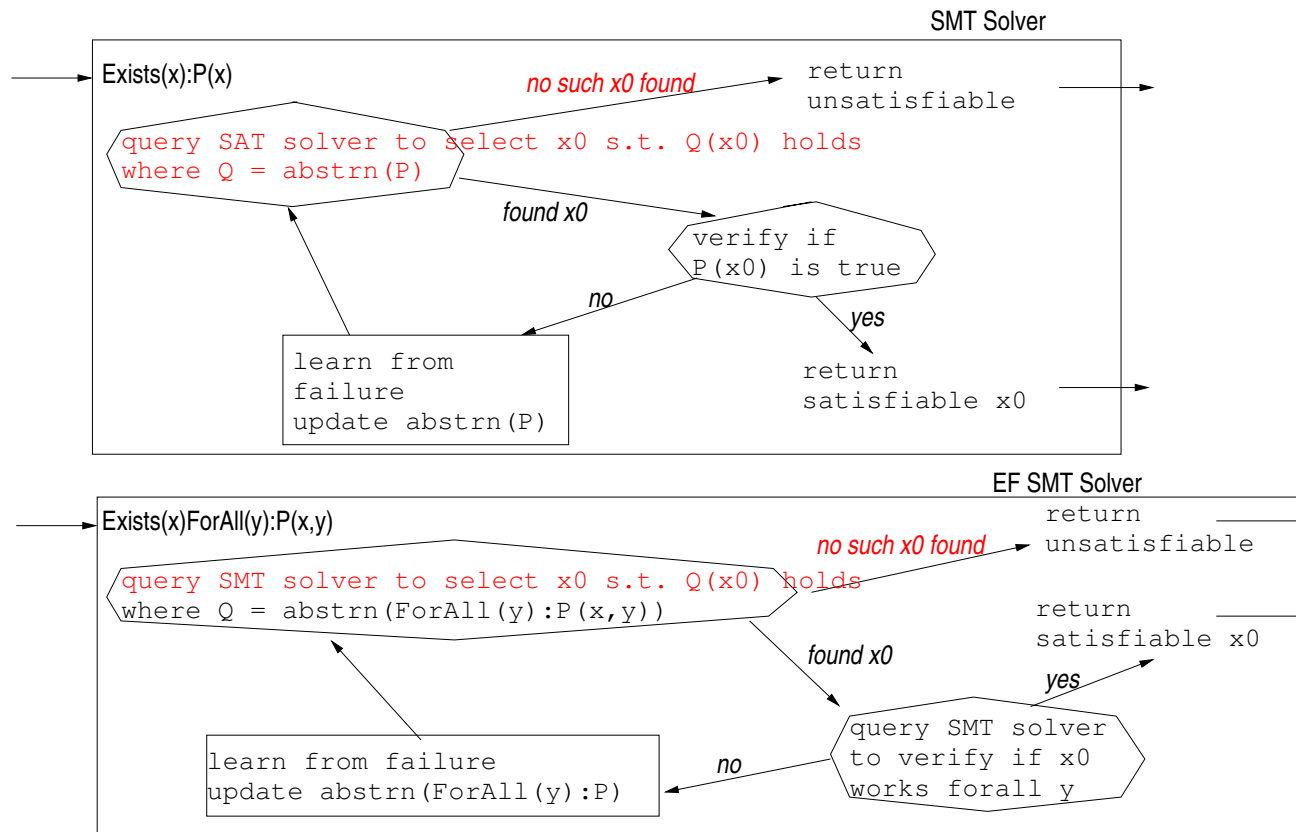 SMT Solver
Exists(x):P(x)
no such x0 found
return
unsatisfiable
query SAT solver to select x0 s.t. Q(x0) holds
where Q = abstrn(P)
found x0
verify if
P(x0) is true
no
yes
learn from
failure
update abstrn(P)
return
satisfiable x0
EF SMT Solver
Exists(x)ForAll(y):P(x,y)
no such x0 found
return
unsatisfiable
query SMT solver to select x0 s.t. Q(x0) holds
where Q = abstrn(ForAll(y):P(x,y))
return
satisfiable x0
found x0
yes
query SMT solver
to verify if x0
works forall y
no
learn from failure
update abstrn(ForAll(y):P)